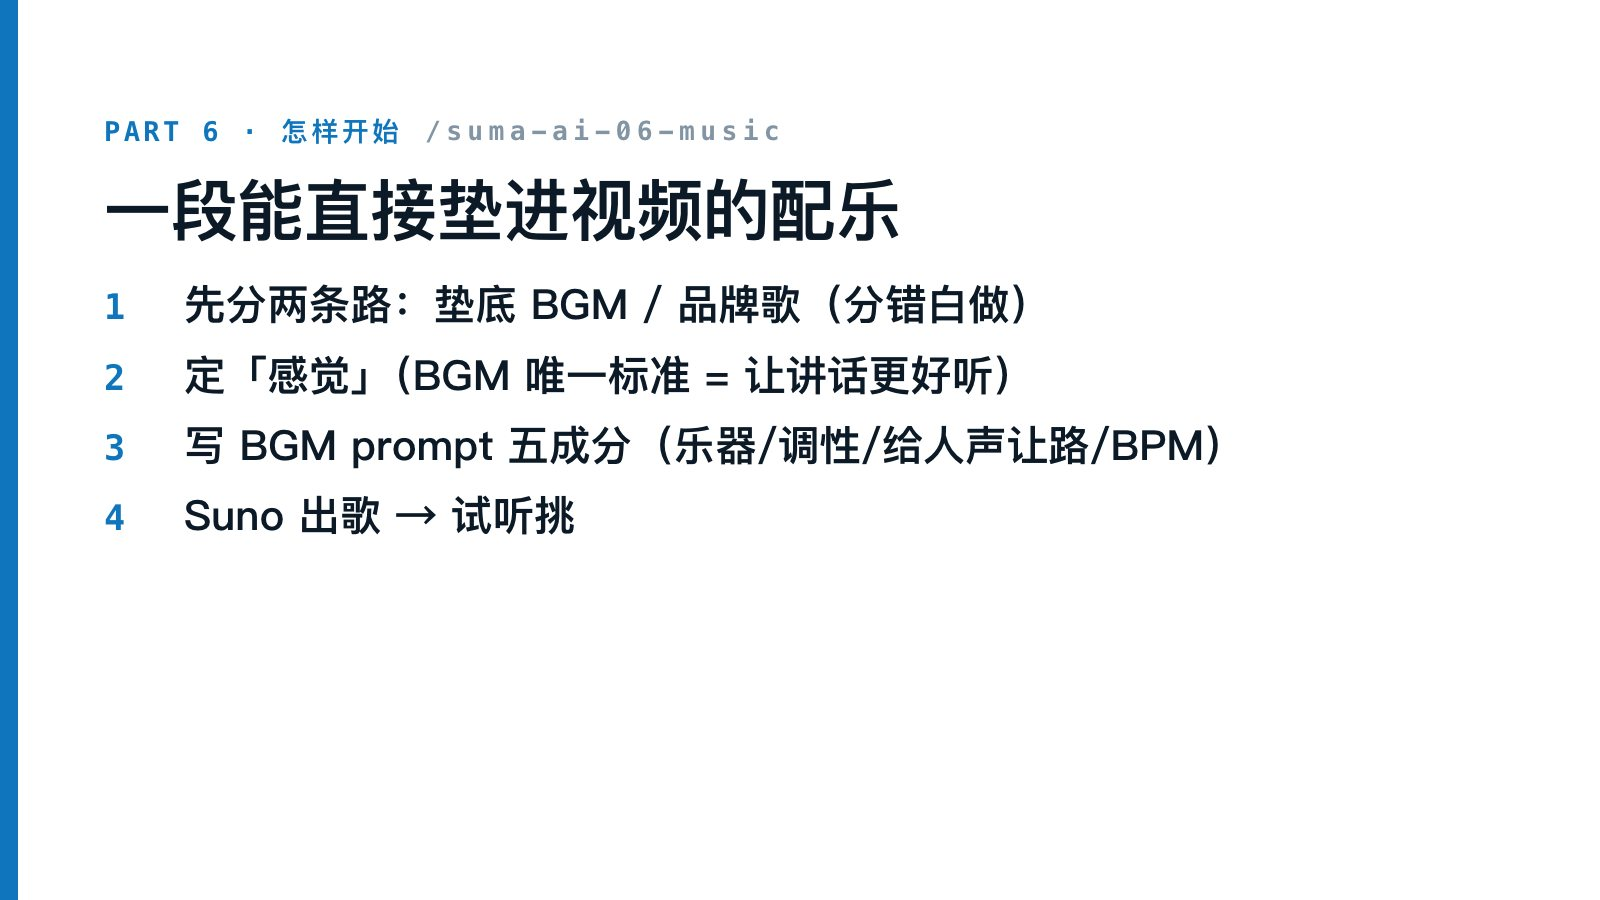 PART 6 · 怎样开始 /suma-ai-06-music
一段能直接垫进视频的配乐
1 先分两条路：垫底 BGM / 品牌歌（分错白做）
2 定「感觉」（BGM 唯一标准 = 让讲话更好听）
3 写 BGM prompt 五成分（乐器/调性/给人声让路/BPM）
4 Suno 出歌 → 试听挑